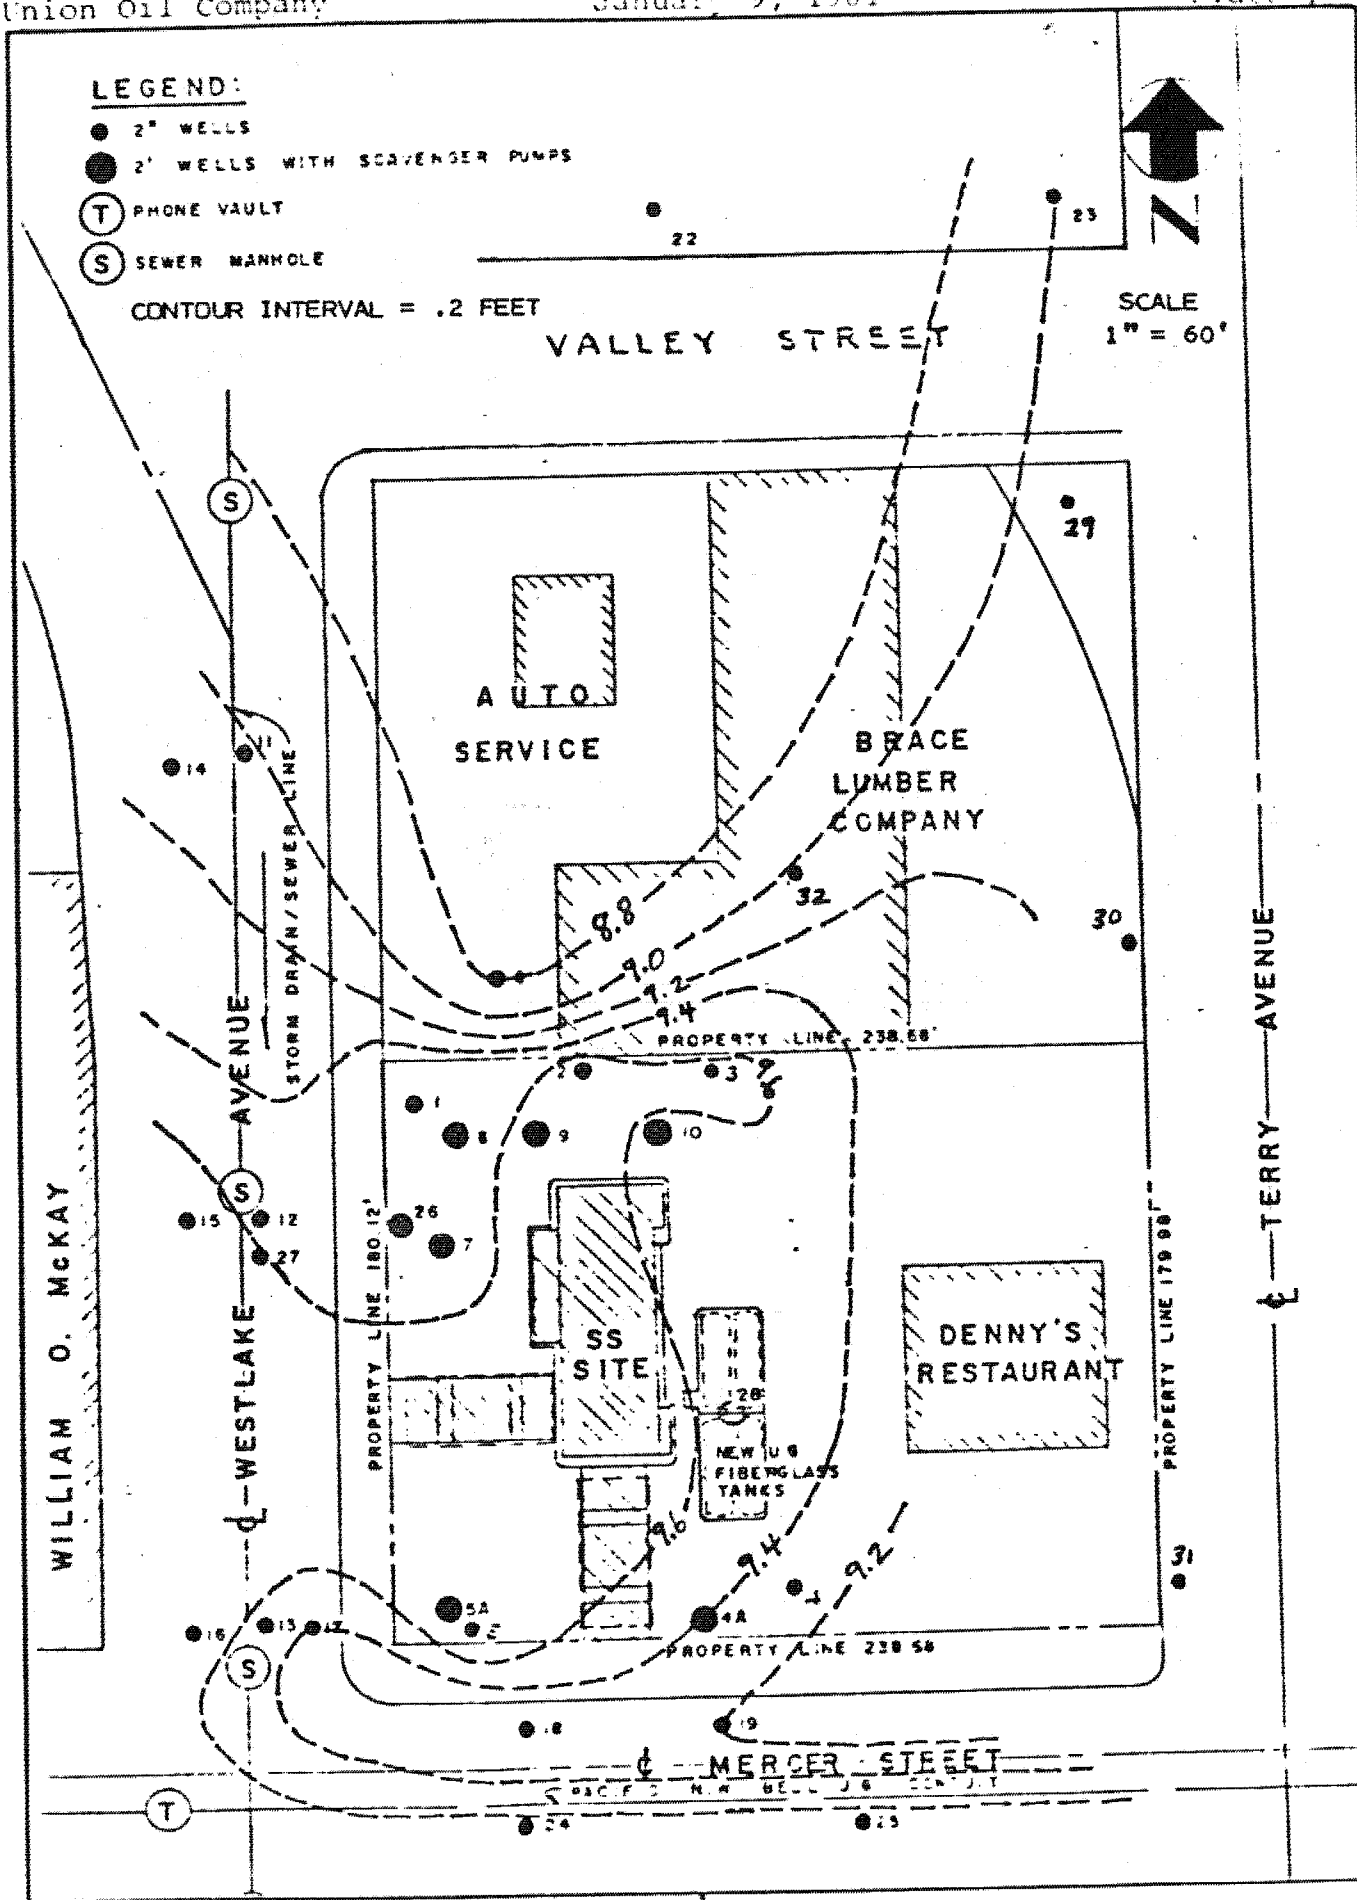 Union Oil Company
LEGEND:
2" WELLS
2' WELLS WITH SCAVENGER PUMPS
T PHONE VAULT
S SEWER MANHOLE
CONTOUR INTERVAL = .2 FEET
N
SCALE
1" = 60'
22
23
VALLEY STREET
S
29
AUTO
SERVICE
BRACE
LUMBER
COMPANY
11
14
STORM DRAIN/SEWER LINE
32
30
8.8
9.0
9.2
9.4
PROPERTY LINE 238.68'
3
1
8
9
10
S
15
12
27
26
7
PROPERTY LINE 180.12'
PROPERTY LINE 179.98'
WESTLAKE AVENUE
TERRY AVENUE
WILLIAM O. McKAY
SS
SITE
28
NEW UG
FIBERGLASS
TANKS
DENNY'S
RESTAURANT
9.6
9.4
9.2
31
5A
4A
16
13
17
S
PROPERTY LINE 238.58
18
19
MERCER STREET
T
24
25